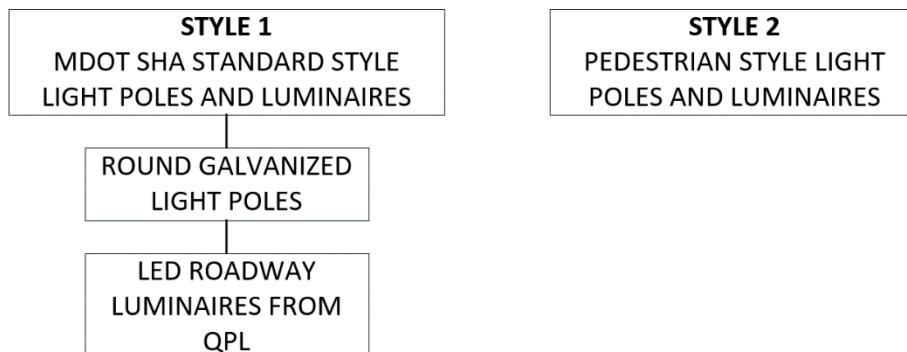 STYLE 1
MDOT SHA STANDARD STYLE
LIGHT POLES AND LUMINAIRES
STYLE 2
PEDESTRIAN STYLE LIGHT
POLES AND LUMINAIRES
ROUND GALVANIZED
LIGHT POLES
LED ROADWAY
LUMINAIRES FROM
QPL